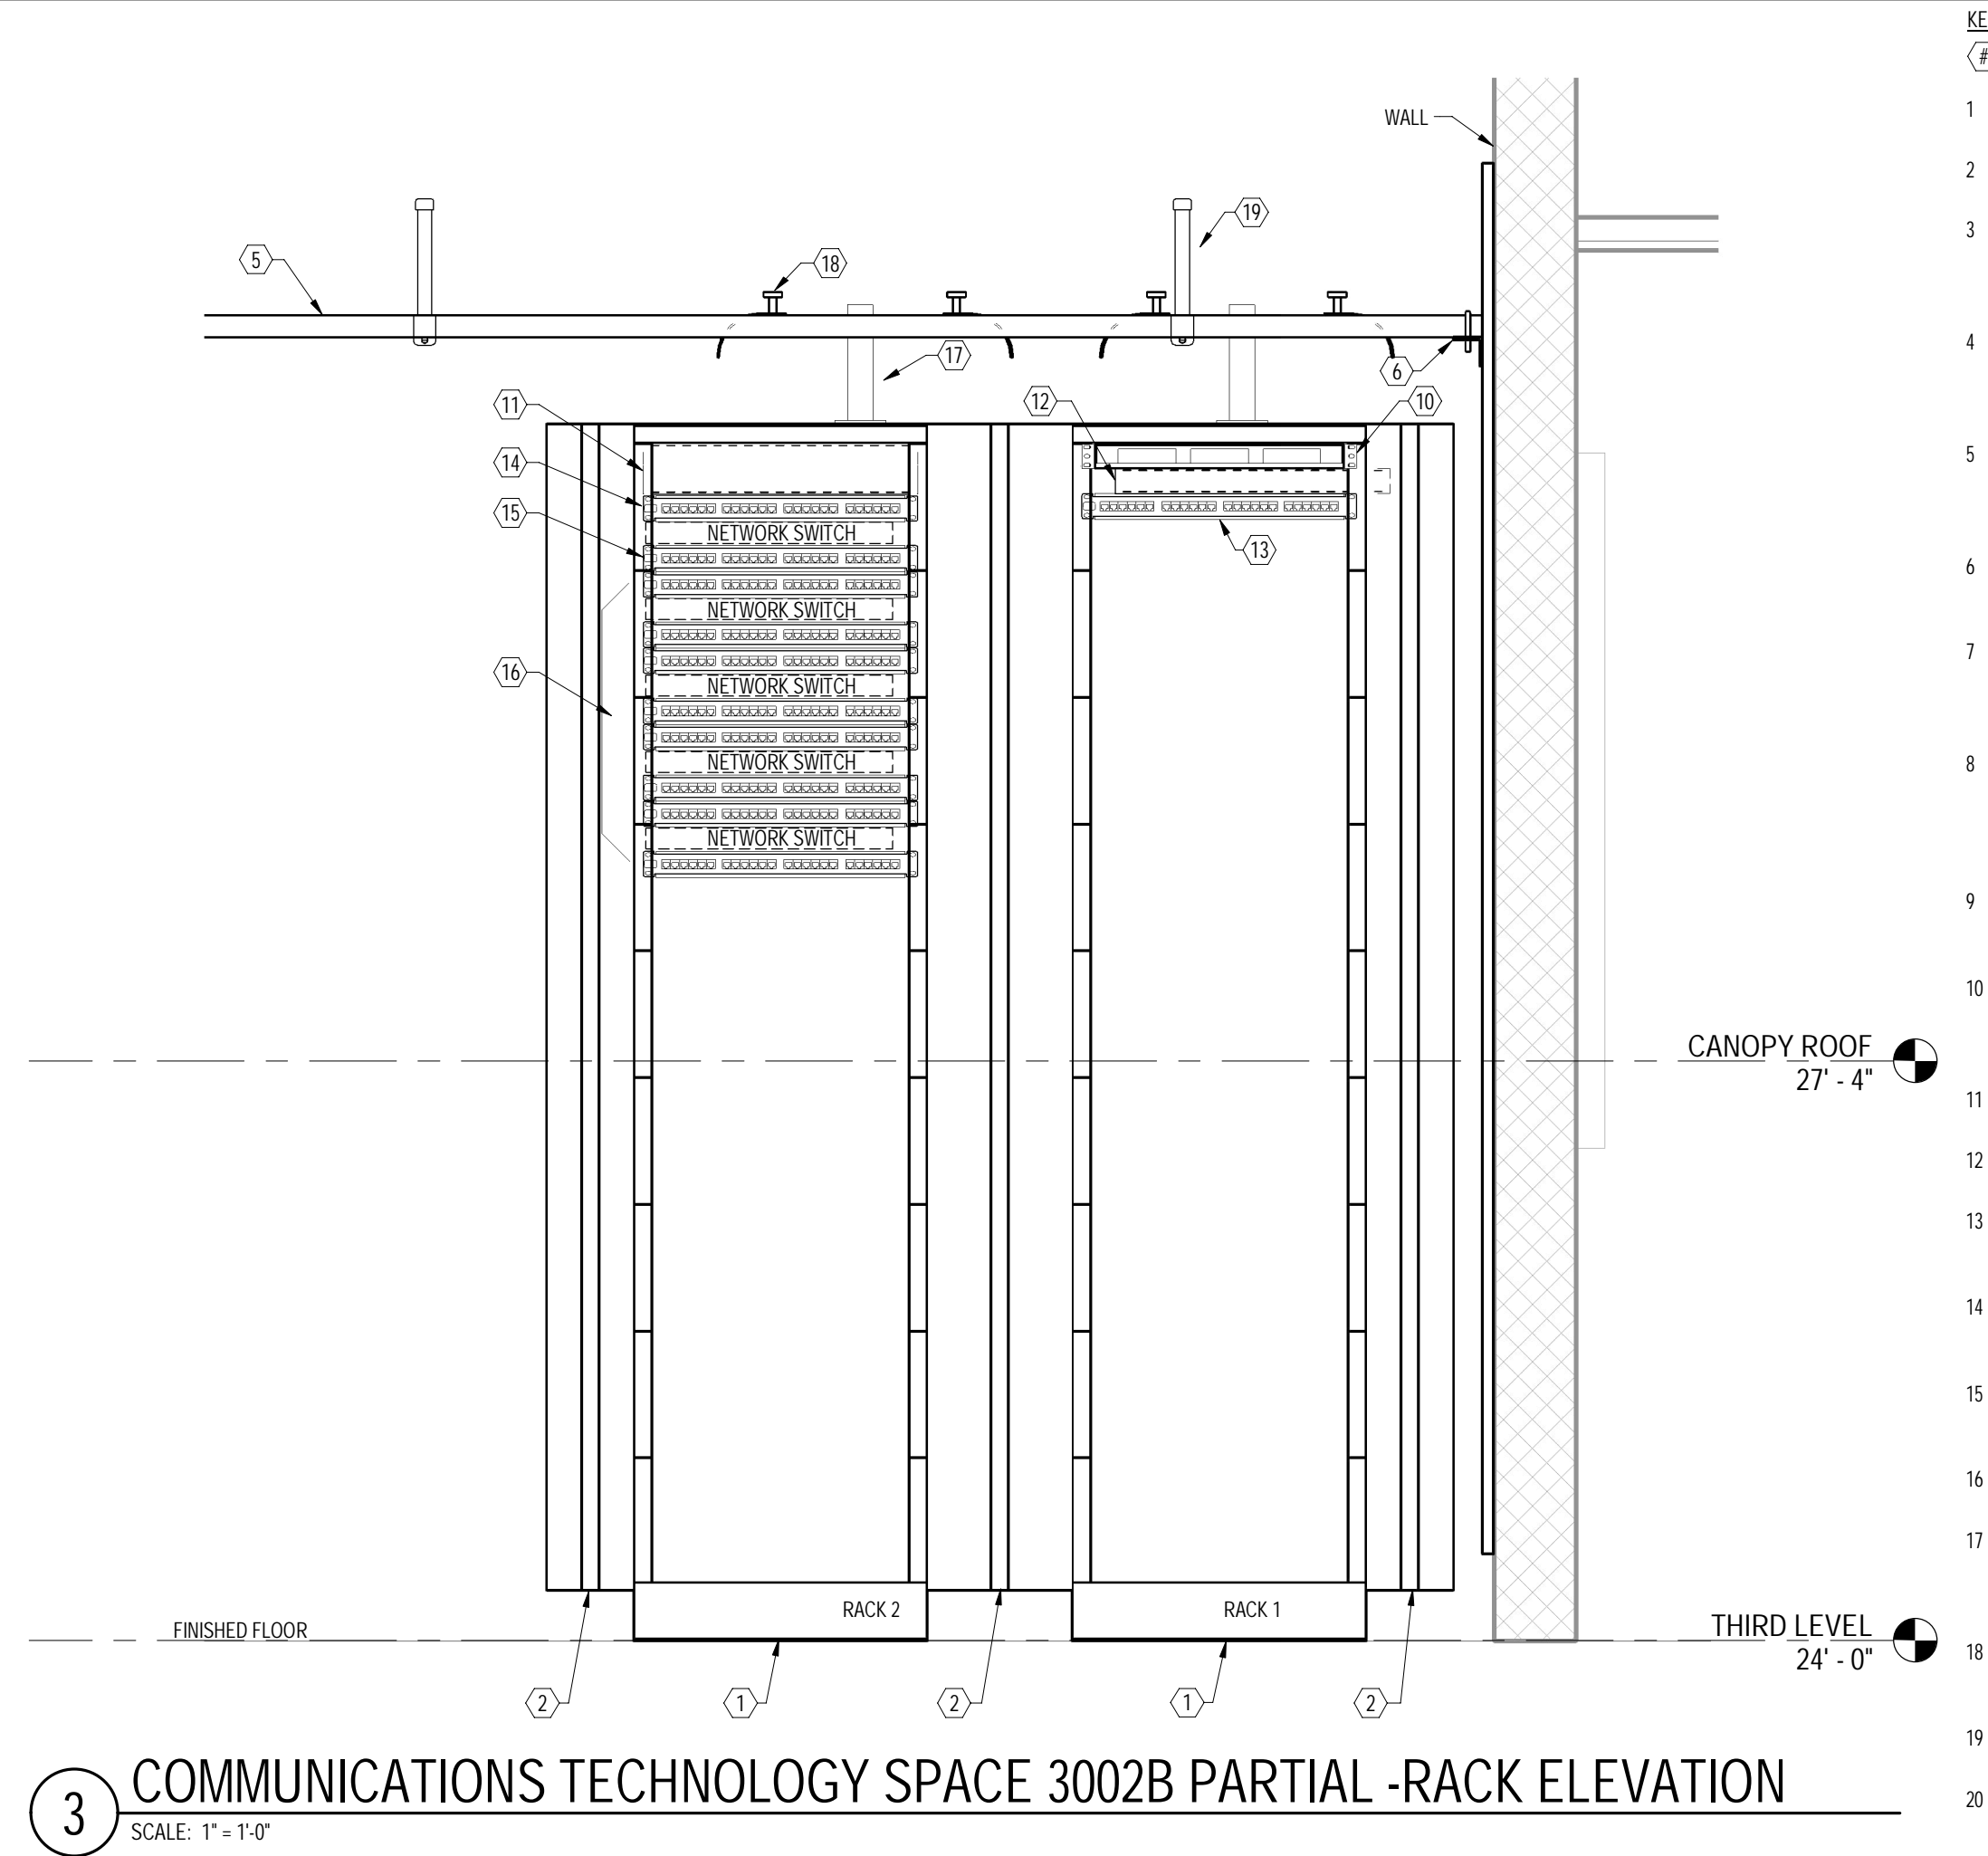 KE
#
1
WALL
2
19
3
5
18
17
4
6
11
12
10
14
5
15
NETWORK SWITCH
13
6
NETWORK SWITCH
7
16
NETWORK SWITCH
NETWORK SWITCH
8
NETWORK SWITCH
9
10
CANOPY ROOF
27' - 4"
11
12
13
14
15
16
17
RACK 2
RACK 1
FINISHED FLOOR
THIRD LEVEL
24' - 0"
18
2
1
2
1
2
19
3
COMMUNICATIONS TECHNOLOGY SPACE 3002B PARTIAL -RACK ELEVATION
20
SCALE: 1" = 1'-0"